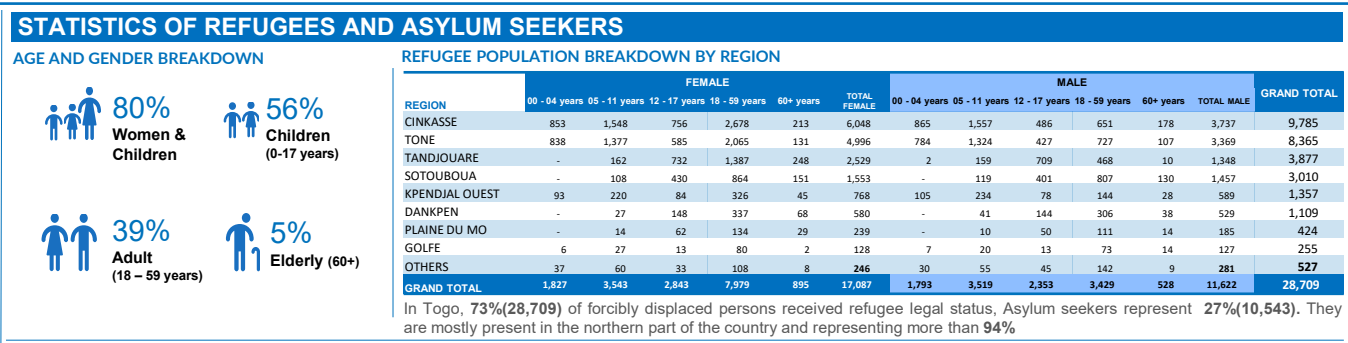 STATISTICS OF REFUGEES AND ASYLUM SEEKERS
AGE AND GENDER BREAKDOWN
80%
Women &
Children
56%
Children
(0-17 years)
39%
Adult
(18 – 59 years)
5%
Elderly (60+)
REFUGEE POPULATION BREAKDOWN BY REGION
FEMALE MALE
REGION 00 - 04 years 05 - 11 years 12 - 17 years 18 - 59 years 60+ years TOTAL FEMALE 00 - 04 years 05 - 11 years 12 - 17 years 18 - 59 years 60+ years TOTAL MALE GRAND TOTAL
CINKASSE 853 1,548 756 2,678 213 6,048 865 1,557 486 651 178 3,737 9,785
TONE 838 1,377 585 2,065 131 4,996 784 1,324 427 727 107 3,369 8,365
TANDJOUARE - 162 732 1,387 248 2,529 2 159 709 468 10 1,348 3,877
SOTOUBOUA - 108 430 864 151 1,553 - 119 401 807 130 1,457 3,010
KPENDJAL OUEST 93 220 84 326 45 768 105 234 78 144 28 589 1,357
DANKPEN - 27 148 337 68 580 - 41 144 306 38 529 1,109
PLAINE DU MO - 14 62 134 29 239 - 10 50 111 14 185 424
GOLFE 6 27 13 80 2 128 7 20 13 73 14 127 255
OTHERS 37 60 33 108 8 246 30 55 45 142 9 281 527
GRAND TOTAL 1,827 3,543 2,843 7,979 895 17,087 1,793 3,519 2,353 3,429 528 11,622 28,709
In Togo, 73%(28,709) of forcibly displaced persons received refugee legal status, Asylum seekers represent 27%(10,543). They
are mostly present in the northern part of the country and representing more than 94%